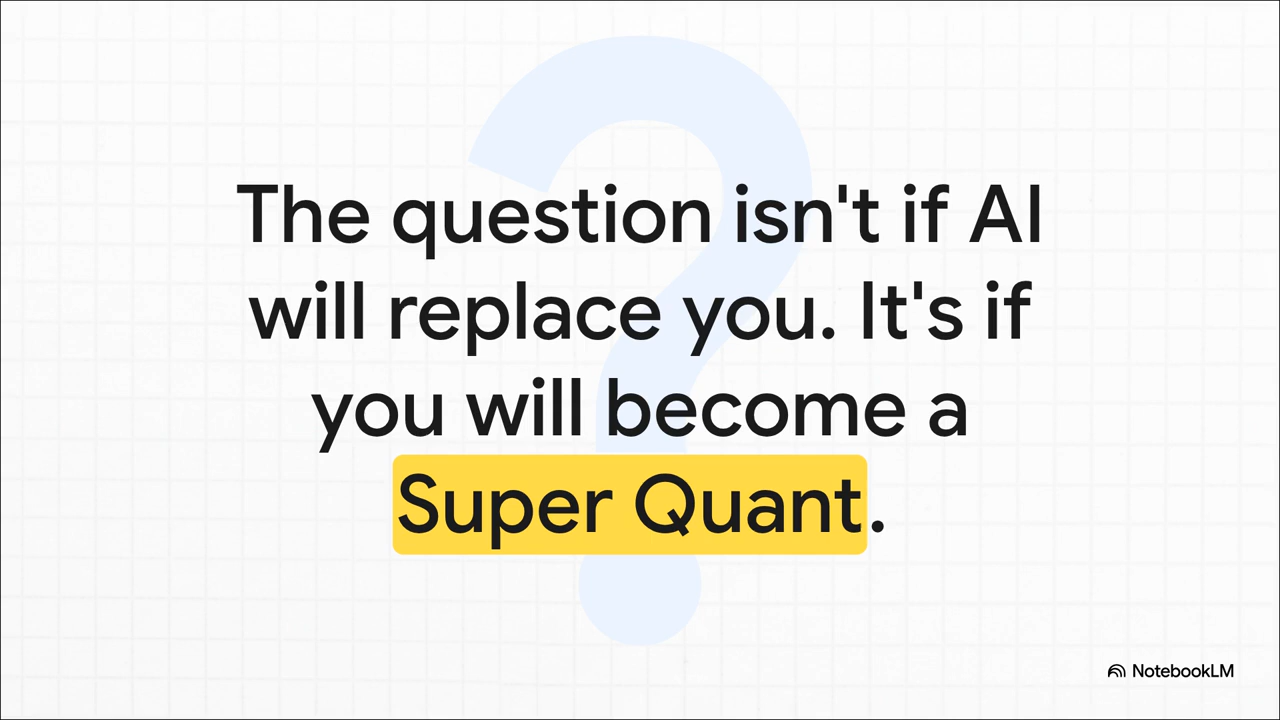 The question isn't if AI
will replace you. It's if
you will become a
Super Quant.
NotebookLM